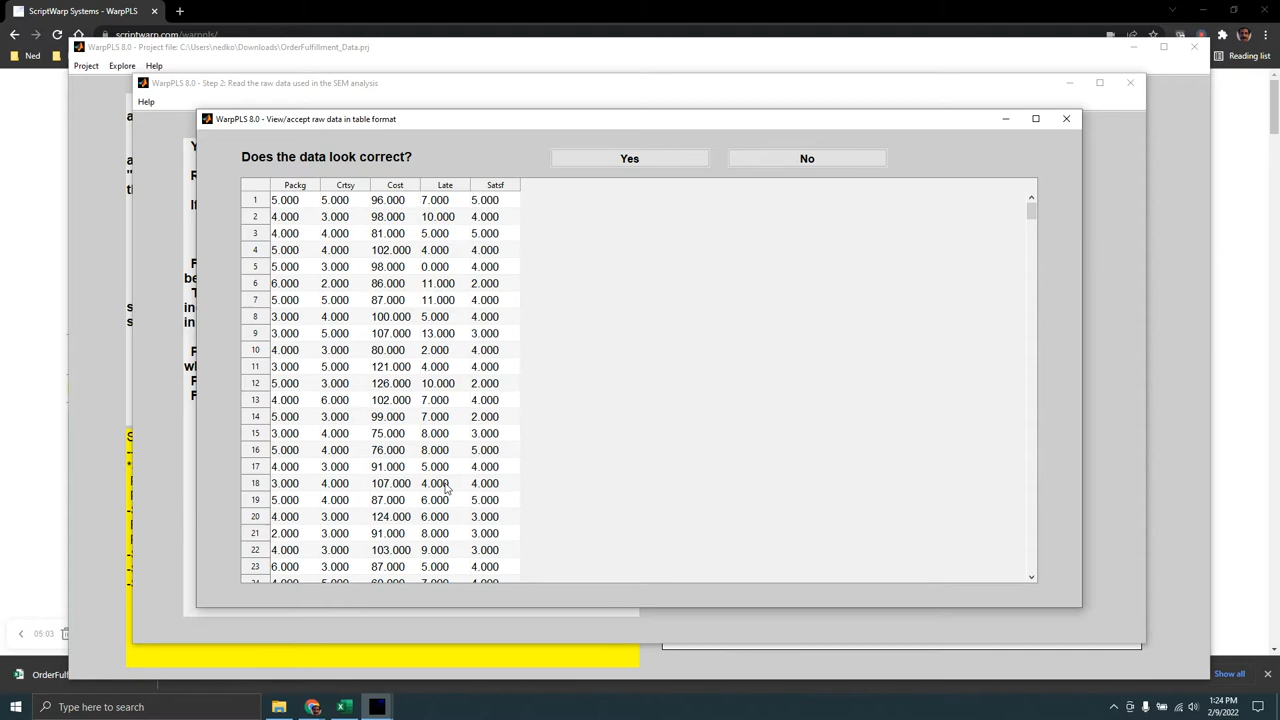 ScriptWarp Systems
scriptwarp.com
WarpPLS 8.0 - Project file: C:\Users\nedko\Downloads\OrderFulfillment_Data.prj
Ned
Reading list
Project Explore Help
WarpPLS 8.0 - Step 2: Read the raw data used in the SEM analysis
Help
WarpPLS 8.0 - View/accept raw data in table format
Does the data look correct? Yes No
Packg Crtsy Cost Late Satsf
1 5.000 5.000 96.000 7.000 5.000
2 4.000 3.000 98.000 10.000 4.000
3 4.000 4.000 81.000 5.000 5.000
4 5.000 4.000 102.000 4.000 4.000
5 5.000 3.000 98.000 0.000 4.000
6 6.000 2.000 86.000 11.000 2.000
7 5.000 5.000 87.000 11.000 4.000
8 3.000 4.000 100.000 5.000 4.000
9 3.000 5.000 107.000 13.000 3.000
10 4.000 3.000 80.000 2.000 4.000
11 3.000 5.000 121.000 4.000 4.000
12 5.000 3.000 126.000 10.000 2.000
13 4.000 6.000 102.000 7.000 4.000
14 5.000 3.000 99.000 7.000 2.000
15 3.000 4.000 75.000 8.000 3.000
16 5.000 4.000 76.000 8.000 5.000
17 4.000 3.000 91.000 5.000 4.000
18 3.000 4.000 107.000 4.000 4.000
19 5.000 4.000 87.000 6.000 5.000
20 4.000 3.000 124.000 6.000 3.000
21 2.000 3.000 91.000 8.000 3.000
22 4.000 3.000 103.000 9.000 3.000
23 6.000 3.000 87.000 5.000 4.000
05:03
OrderFu
Show all
Type here to search
1:24 PM
2/9/2022